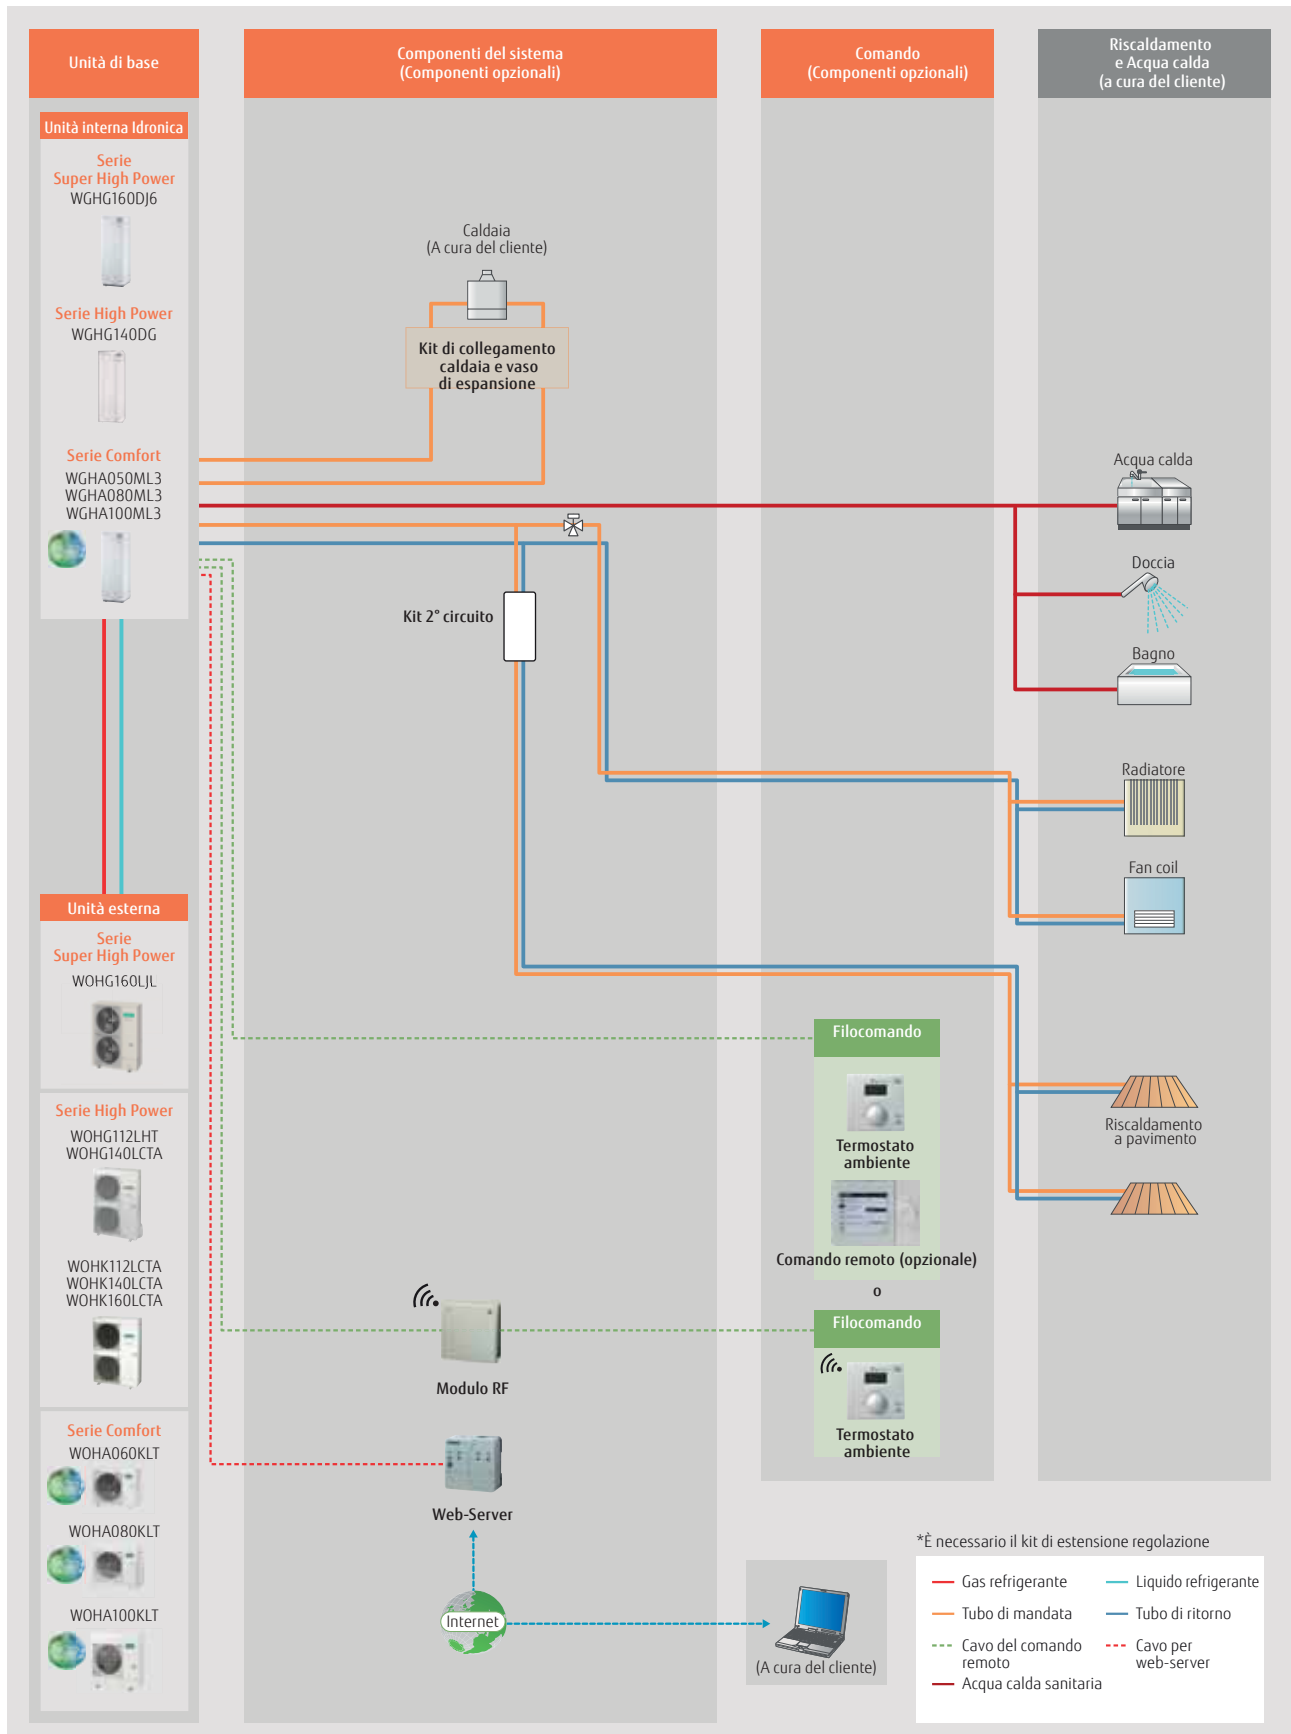 Unità di base
Componenti del sistema
(Componenti opzionali)
Comando
(Componenti opzionali)
Riscaldamento
e Acqua calda
(a cura del cliente)
Unità interna Idronica
Serie
Super High Power
WGHG160DJ6
Serie High Power
WGHG140DG
Serie Comfort
WGHA050ML3
WGHA080ML3
WGHA100ML3
Caldaia
(A cura del cliente)
Kit di collegamento
caldaia e vaso
di espansione
Kit 2° circuito
Acqua calda
Doccia
Bagno
Radiatore
Fan coil
Riscaldamento
a pavimento
Unità esterna
Serie
Super High Power
WOHG160LJL
Serie High Power
WOHG112LHT
WOHG140LCTA
WOHK112LCTA
WOHK140LCTA
WOHK160LCTA
Serie Comfort
WOHA060KLT
WOHA080KLT
WOHA100KLT
Filocomando
Termostato
ambiente
Comando remoto (opzionale)
o
Filocomando
Termostato
ambiente
Modulo RF
Web-Server
Internet
(A cura del cliente)
*È necessario il kit di estensione regolazione
Gas refrigerante
Liquido refrigerante
Tubo di mandata
Tubo di ritorno
Cavo del comando
remoto
Cavo per
web-server
Acqua calda sanitaria